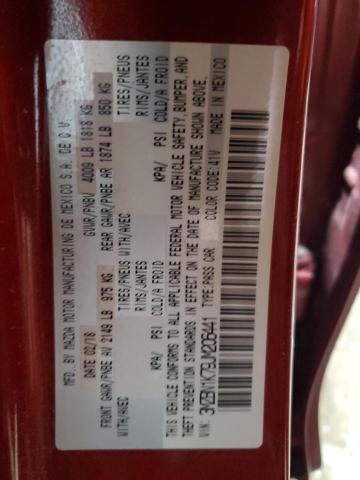 MFD. BY MAZDA MOTOR MANUFACTURING DE MEXICO S.A. DE C.V.
DATE 02/18 GVWR/PNBV 4009 LB 1818 KG
FRONT GAWR/PNBE AV 2149 LB 975 KG REAR GAWR/PNBE AR 1874 LB 850 KG
WITH/AVEC TIRES/PNEUS WITH/AVEC TIRES/PNEUS
RIMS/JANTES RIMS/JANTES
KPA/ PSI COLD/A FROID KPA/ PSI COLD/A FROID
THIS VEHICLE CONFORMS TO ALL APPLICABLE FEDERAL MOTOR VEHICLE SAFETY, BUMPER, AND
THEFT PREVENTION STANDARDS IN EFFECT ON THE DATE OF MANUFACTURE SHOWN ABOVE.
VIN: 3MZBN1K79JM206441 TYPE: PASS CAR COLOR CODE: 41V MADE IN MEXICO